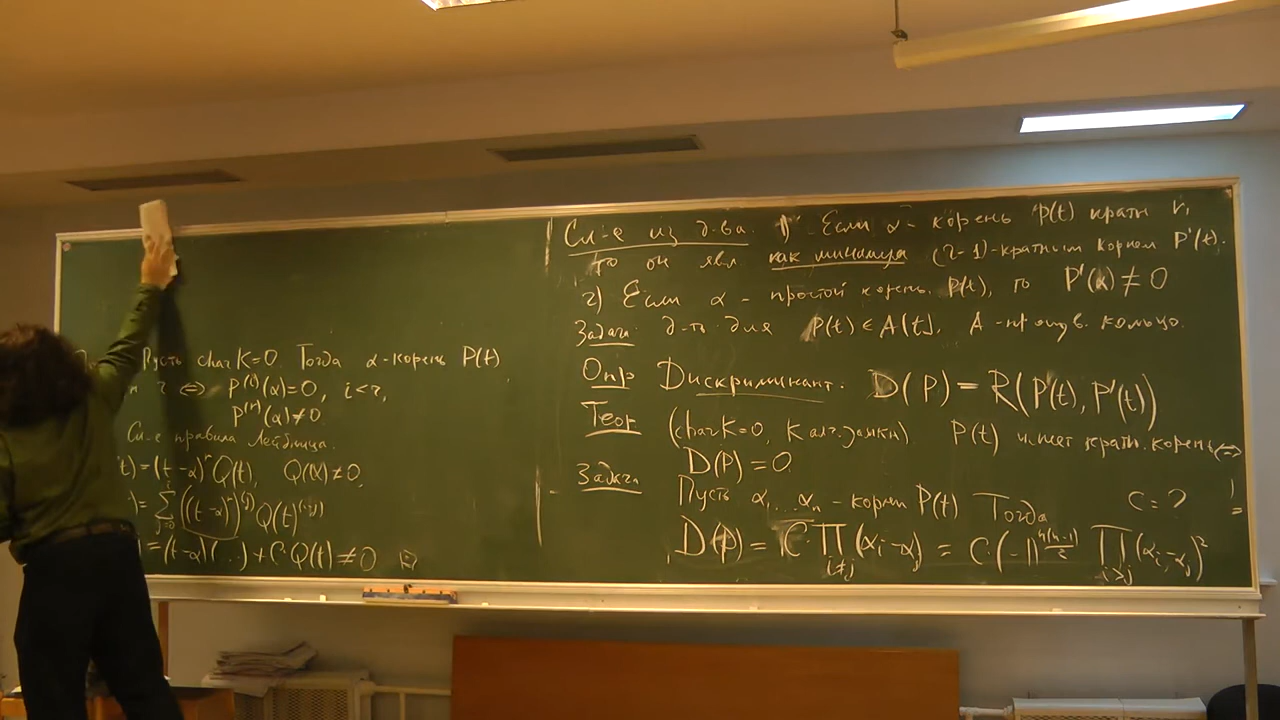 Пусть char K=0. Тогда α-корень P(t)
r ⇔ P⁽ⁱ⁾(α)=0, i<r,
P⁽ʳ⁾(α)≠0.
Сл-е правила Лейбница.
t)=(t-α)ʳQ(t), Q(α)≠0
)=∑ ((t-α)ʳ)⁽ʲ⁾Q(t)⁽ⁱ⁻ʲ⁾
=(t-α)(...)+C·Q(t)≠0
Сл-е из д-ва. 1) Если α-корень P(t) кратн r,
то он явл как минимум (r-1)-кратным корнем P'(t).
2) Если α - простой корень P(t), то P'(α)≠0
Задача д-ть для P(t)∈A[t], A-
кольцо.
Опр Дискриминант. D(P)=R(P(t),P'(t))
Теор (char K=0, K алг. замкн). P(t) имеет кратн. корень⇔
D(P)=0
Задача Пусть α₁...αₙ-корни P(t) Тогда C=?
D(P)=C·∏(αᵢ-αⱼ) = C·(-1)^{n(n-1)/2} ∏(αᵢ-αⱼ)²
i≠j i>j